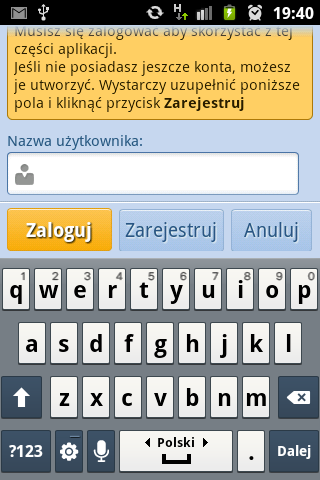 19:40
Musisz się zalogować aby skorzystać z tej
części aplikacji.
Jeśli nie posiadasz jeszcze konta, możesz
je utworzyć. Wystarczy uzupełnić poniższe
pola i kliknąć przycisk Zarejestruj
Nazwa użytkownika:
Zaloguj Zarejestruj Anuluj
1 2 3 4 5 6 7 8 9 0
q w e r t y u i o p
a s d f g h j k l
z x c v b n m
?123 Polski . Dalej